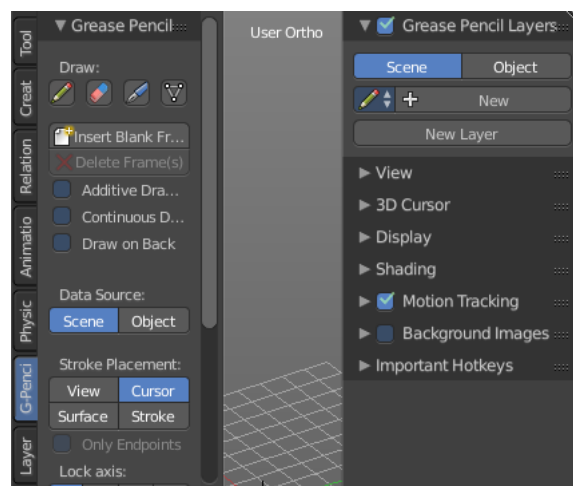 Tool
Creat
Relation
Animatio
Physic
G-Penci
Layer
Grease Pencil
Draw:
Insert Blank Fr...
Delete Frame(s)
Additive Dra...
Continuous D...
Draw on Back
Data Source:
Scene Object
Stroke Placement:
View Cursor
Surface Stroke
Only Endpoints
Lock axis:
User Ortho
Grease Pencil Layers
Scene Object
New
New Layer
View
3D Cursor
Display
Shading
Motion Tracking
Background Images
Important Hotkeys